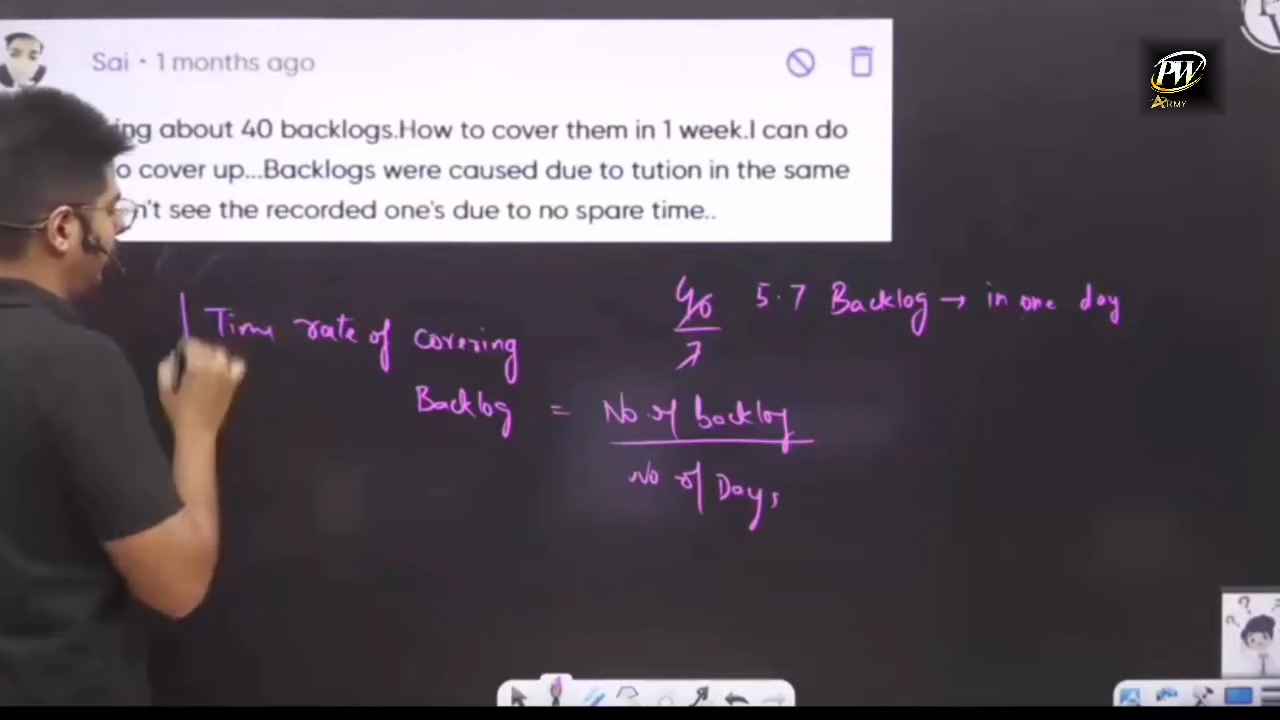 Sai • 1 months ago
ing about 40 backlogs.How to cover them in 1 week.I can do
o cover up...Backlogs were caused due to tution in the same
n't see the recorded one's due to no spare time..
PW
ARMY
40
7
5.7 Backlog → in one day
Time rate of covering
Backlog = No of backlog
No of Days